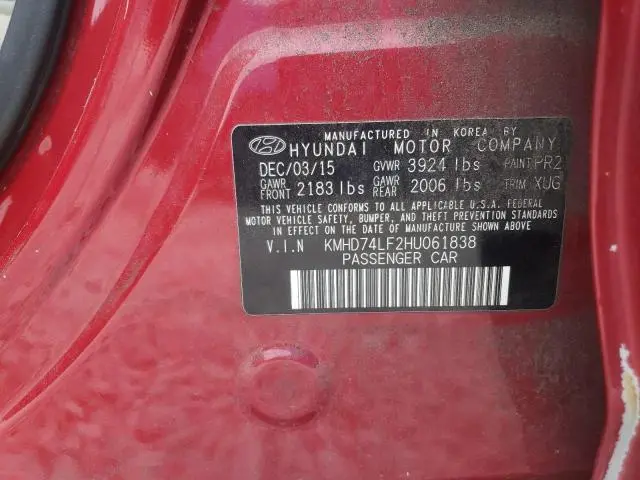 MANUFACTURED IN KOREA BY
HYUNDAI MOTOR COMPANY
DEC/03/15 GVWR 3924 lbs PAINT PR2
GAWR FRONT 2183 lbs GAWR REAR 2006 lbs TRIM XUG
THIS VEHICLE CONFORMS TO ALL APPLICABLE U.S.A. FEDERAL
MOTOR VEHICLE SAFETY, BUMPER, AND THEFT PREVENTION STANDARDS
IN EFFECT ON THE DATE OF MANUFACTURE SHOWN ABOVE
V.I.N KMHD74LF2HU061838
PASSENGER CAR